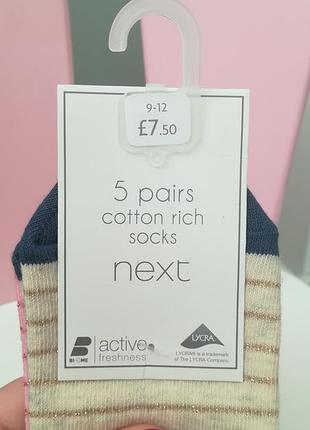 9-12
£7.50
5 pairs
cotton rich
socks
next
active
freshness
LYCRA
LYCRA® is a trademark
of The LYCRA Company.